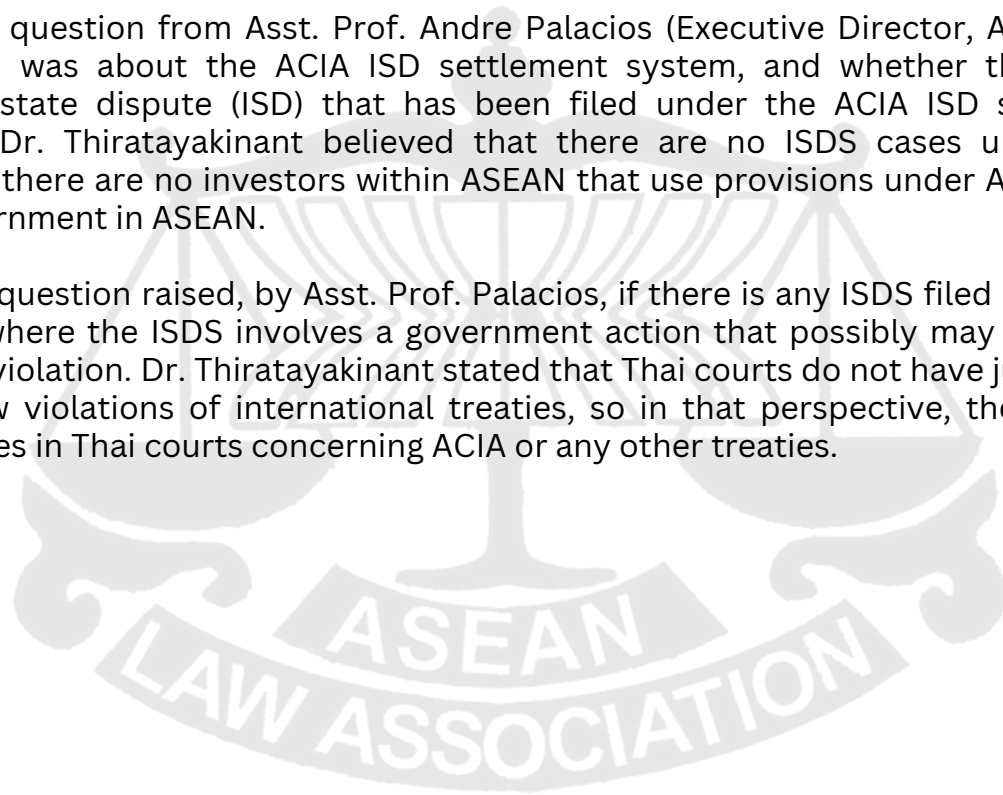 question from Asst. Prof. Andre Palacios (Executive Director, A
was about the ACIA ISD settlement system, and whether th
state dispute (ISD) that has been filed under the ACIA ISD s
Dr. Thiratayakinant believed that there are no ISDS cases u
there are no investors within ASEAN that use provisions under A
rnment in ASEAN.
question raised, by Asst. Prof. Palacios, if there is any ISDS filed
where the ISDS involves a government action that possibly may
violation. Dr. Thiratayakinant stated that Thai courts do not have j
w violations of international treaties, so in that perspective, the
es in Thai courts concerning ACIA or any other treaties.
ASEAN
LAW ASSOCIATION